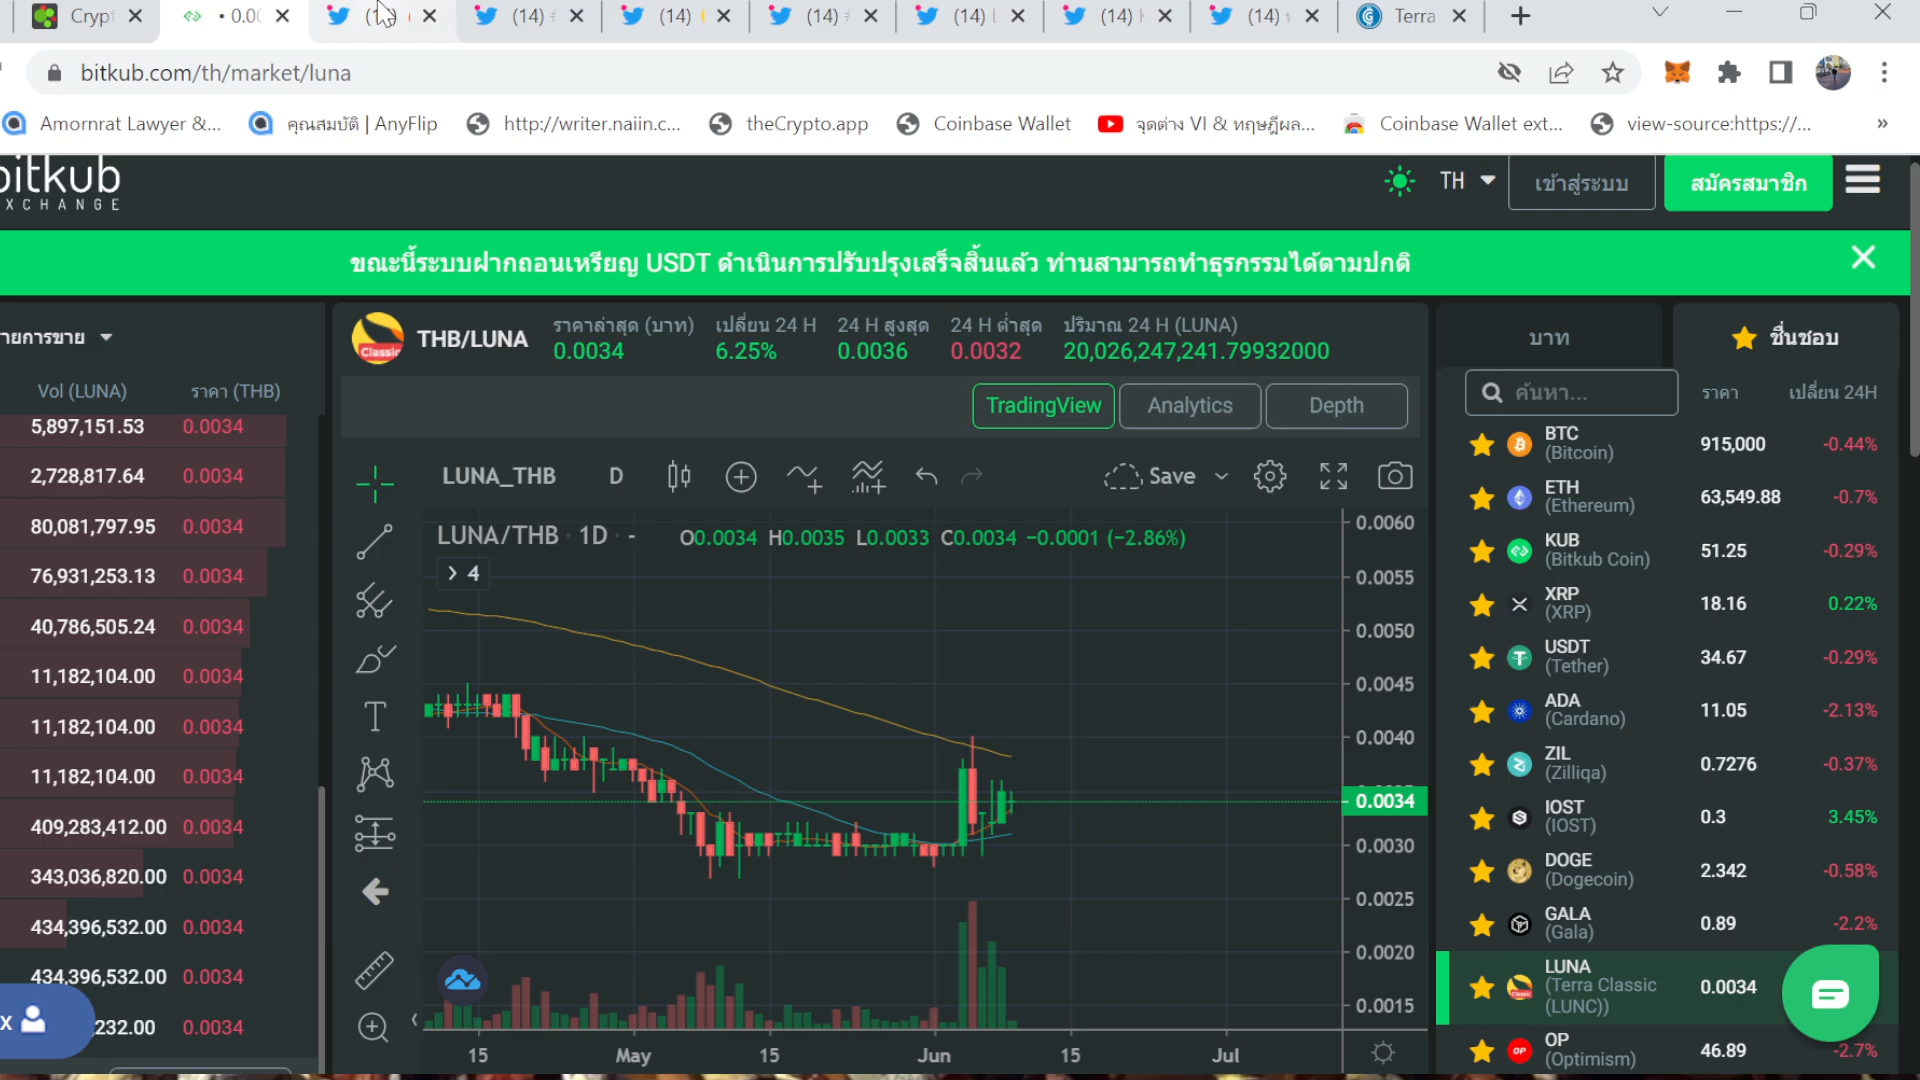 Crypt
0.0(
(14)
(14)
(14)
(14)
(14)
(14)
Terra
bitkub.com/th/market/luna
Amornrat Lawyer &...
คุณสมบัติ | AnyFlip
http://writer.naiin.c...
theCrypto.app
Coinbase Wallet
จุดต่าง VI & ทฤษฎีผล...
Coinbase Wallet ext...
view-source:https://...
»
bitkub
EXCHANGE
TH
เข้าสู่ระบบ
สมัครสมาชิก
ขณะนี้ระบบฝากถอนเหรียญ USDT ดำเนินการปรับปรุงเสร็จสิ้นแล้ว ท่านสามารถทำธุรกรรมได้ตามปกติ
รายการขาย
Vol (LUNA) ราคา (THB)
5,897,151.53 0.0034
2,728,817.64 0.0034
80,081,797.95 0.0034
76,931,253.13 0.0034
40,786,505.24 0.0034
11,182,104.00 0.0034
11,182,104.00 0.0034
11,182,104.00 0.0034
409,283,412.00 0.0034
343,036,820.00 0.0034
434,396,532.00 0.0034
434,396,532.00 0.0034
,232.00 0.0034
x
Classic
THB/LUNA
ราคาล่าสุด (บาท) เปลี่ยน 24 H 24 H สูงสุด 24 H ต่ำสุด ปริมาณ 24 H (LUNA)
0.0034 6.25% 0.0036 0.0032 20,026,247,241.79932000
TradingView Analytics Depth
LUNA_THB D Save
LUNA/THB · 1D · - O0.0034 H0.0035 L0.0033 C0.0034 −0.0001 (−2.86%)
4
0.0060
0.0055
0.0050
0.0045
0.0040
0.0034
0.0030
0.0025
0.0020
0.0015
15 May 15 Jun 15 Jul
บาท ชื่นชอบ
ค้นหา... ราคา เปลี่ยน 24H
BTC
(Bitcoin) 915,000 -0.44%
ETH
(Ethereum) 63,549.88 -0.7%
KUB
(Bitkub Coin) 51.25 -0.29%
XRP
(XRP) 18.16 0.22%
USDT
(Tether) 34.67 -0.29%
ADA
(Cardano) 11.05 -2.13%
ZIL
(Zilliqa) 0.7276 -0.37%
IOST
(IOST) 0.3 3.45%
DOGE
(Dogecoin) 2.342 -0.58%
GALA
(Gala) 0.89 -2.2%
LUNA
(Terra Classic
(LUNC)) 0.0034
OP
(Optimism) 46.89 -2.7%